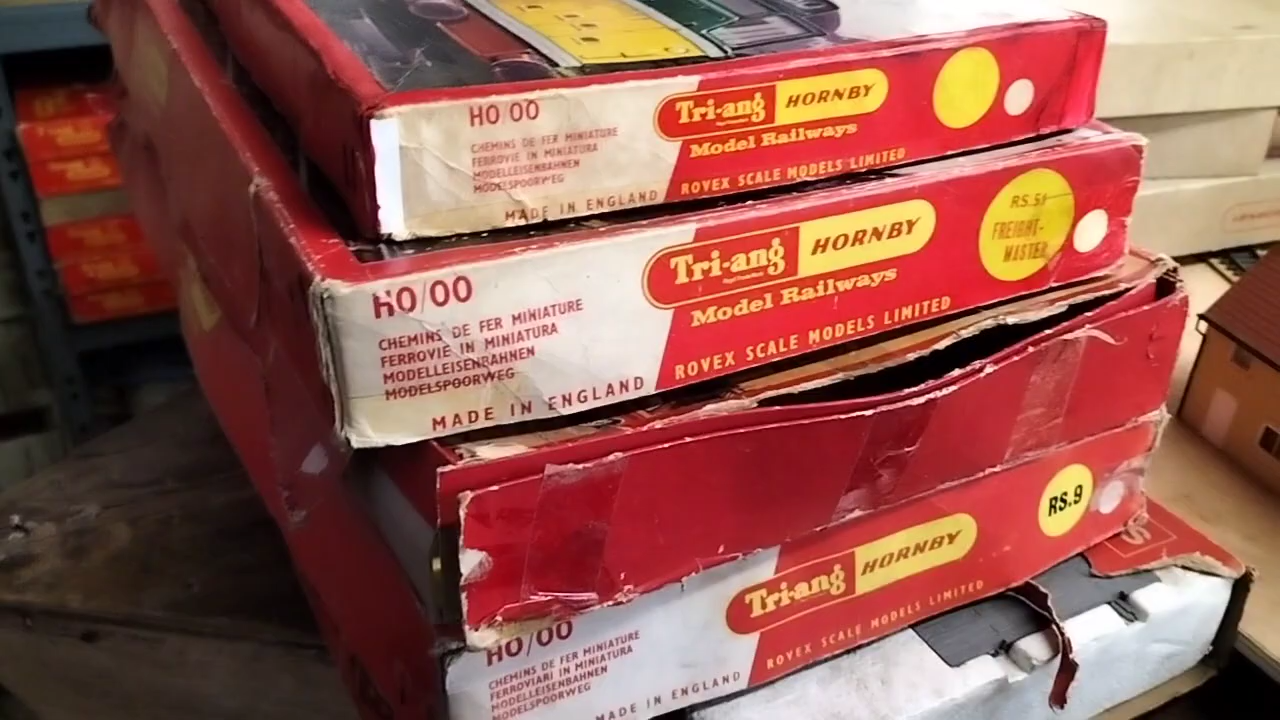 HO/OO
CHEMINS DE FER MINIATURE
FERROVIE IN MINIATURA
MODELLEISENBAHNEN
MODELSPOORWEG
MADE IN ENGLAND
Tri-ang HORNBY
Model Railways
ROVEX SCALE MODELS LIMITED
HO/OO
CHEMINS DE FER MINIATURE
FERROVIE IN MINIATURA
MODELLEISENBAHNEN
MODELSPOORWEG
MADE IN ENGLAND
Tri-ang HORNBY
Model Railways
ROVEX SCALE MODELS LIMITED
RS.51
FREIGHT-
MASTER
HO/OO
CHEMINS DE FER MINIATURE
FERROVIARI IN MINIATURA
MODELLEISENBAHNEN
MODELSPOORWEG
MADE IN ENGLAND
Tri-ang HORNBY
ROVEX SCALE MODELS LIMITED
RS.9